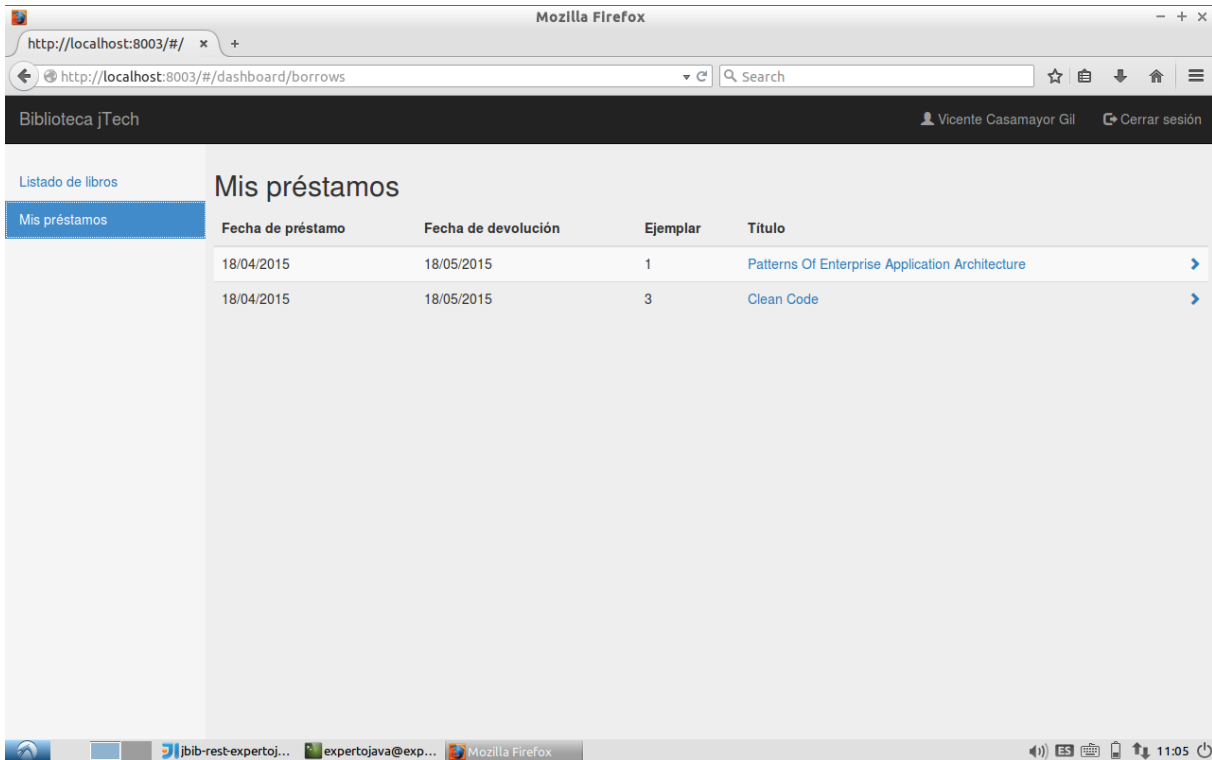 Mozilla Firefox
http://localhost:8003/#/ × +
http://localhost:8003/#/dashboard/borrows Search
Biblioteca jTech Vicente Casamayor Gil Cerrar sesión
Listado de libros
Mis préstamos
Mis préstamos
Fecha de préstamo Fecha de devolución Ejemplar Título
18/04/2015 18/05/2015 1 Patterns Of Enterprise Application Architecture
18/04/2015 18/05/2015 3 Clean Code
jbib-rest-expertoj... expertojava@exp... Mozilla Firefox ES 11:05